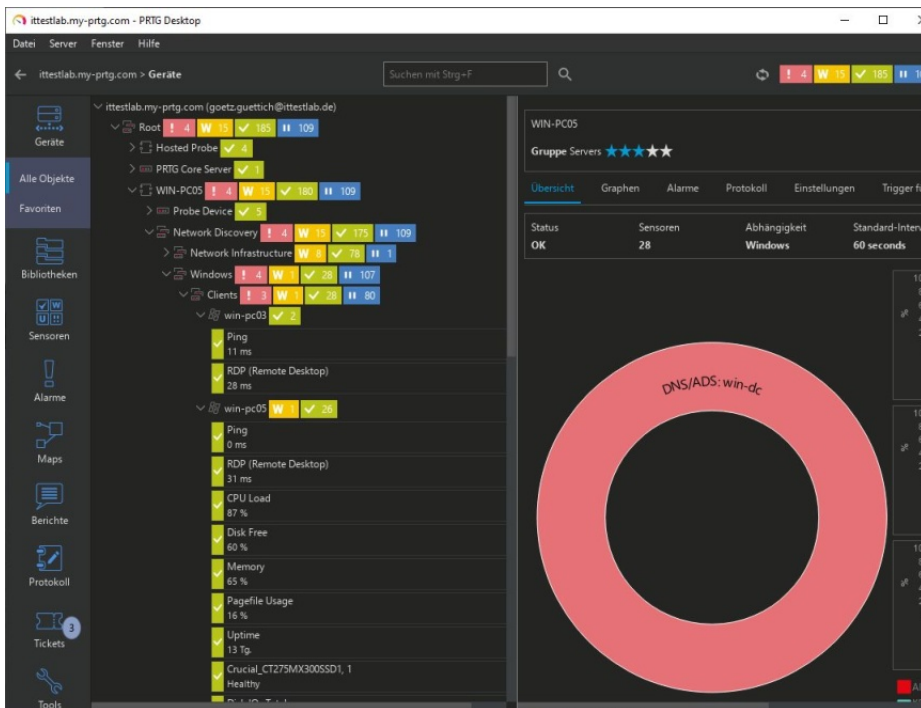 ittestlab.my-prtg.com - PRTG Desktop
Datei Server Fenster Hilfe
ittestlab.my-prtg.com > Geräte
Suchen mit Strg+F
! 4 W 15 185
Geräte
Alle Objekte
Favoriten
Bibliotheken
Sensoren
Alarme
Maps
Berichte
Protokoll
3
Tickets
Tools
ittestlab.my-prtg.com (goetz.guettich@ittestlab.de)
Root ! 4 W 15 185 109
Hosted Probe 4
PRTG Core Server 1
WIN-PC05 ! 4 W 15 180 109
Probe Device 5
Network Discovery ! 4 W 15 175 109
Network Infrastructure W 8 78 1
Windows ! 4 W 1 28 107
Clients ! 3 W 1 28 80
win-pc03 2
Ping
11 ms
RDP (Remote Desktop)
28 ms
win-pc05 W 1 26
Ping
0 ms
RDP (Remote Desktop)
31 ms
CPU Load
87 %
Disk Free
60 %
Memory
65 %
Pagefile Usage
16 %
Uptime
13 Tg.
Crucial_CT275MX300SSD1, 1
Healthy
WIN-PC05
Gruppe Servers
Übersicht Graphen Alarme Protokoll Einstellungen Trigger
Status Sensoren Abhängigkeit Standard-Interv
OK 28 Windows 60 seconds
DNS/ADS: win-dc